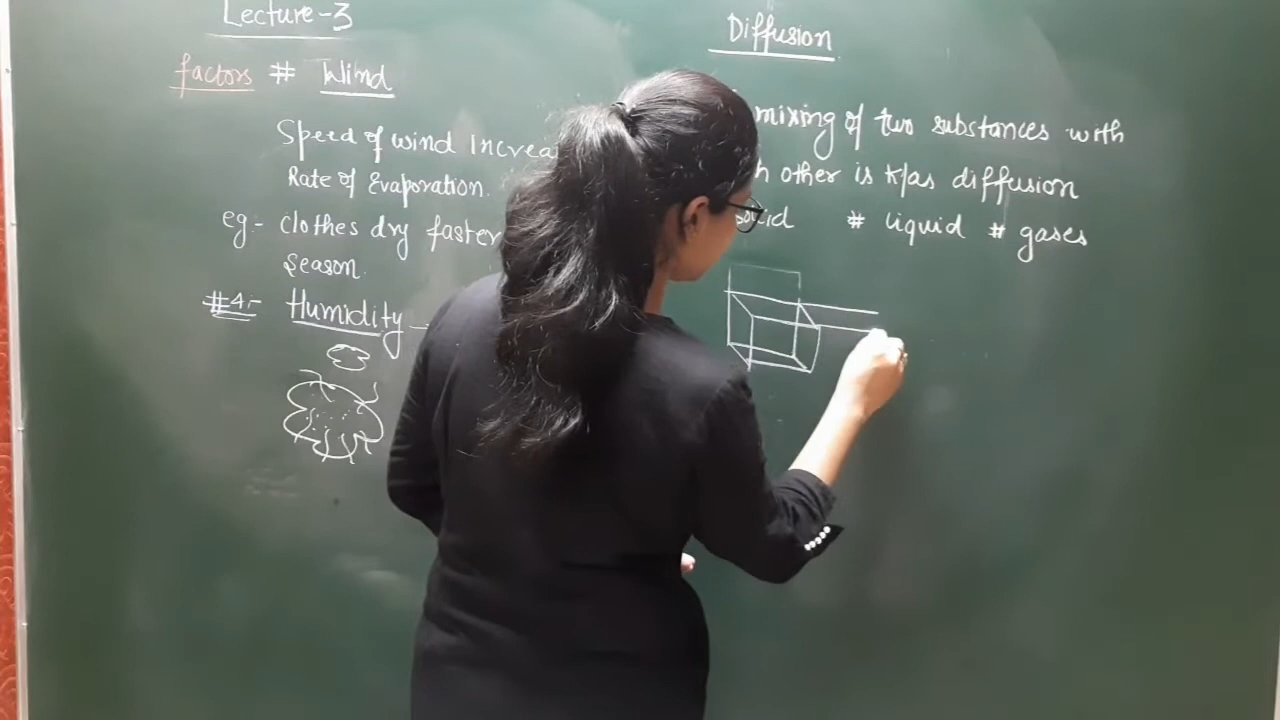 Lecture-3
factors # Wind
Speed of wind Increa
Rate of Evaporation.
eg:- clothes dry faster
season.
#4:- Humidity -
Diffusion
mixing of two substances with
h other is k/as diffusion
solid # liquid # gases